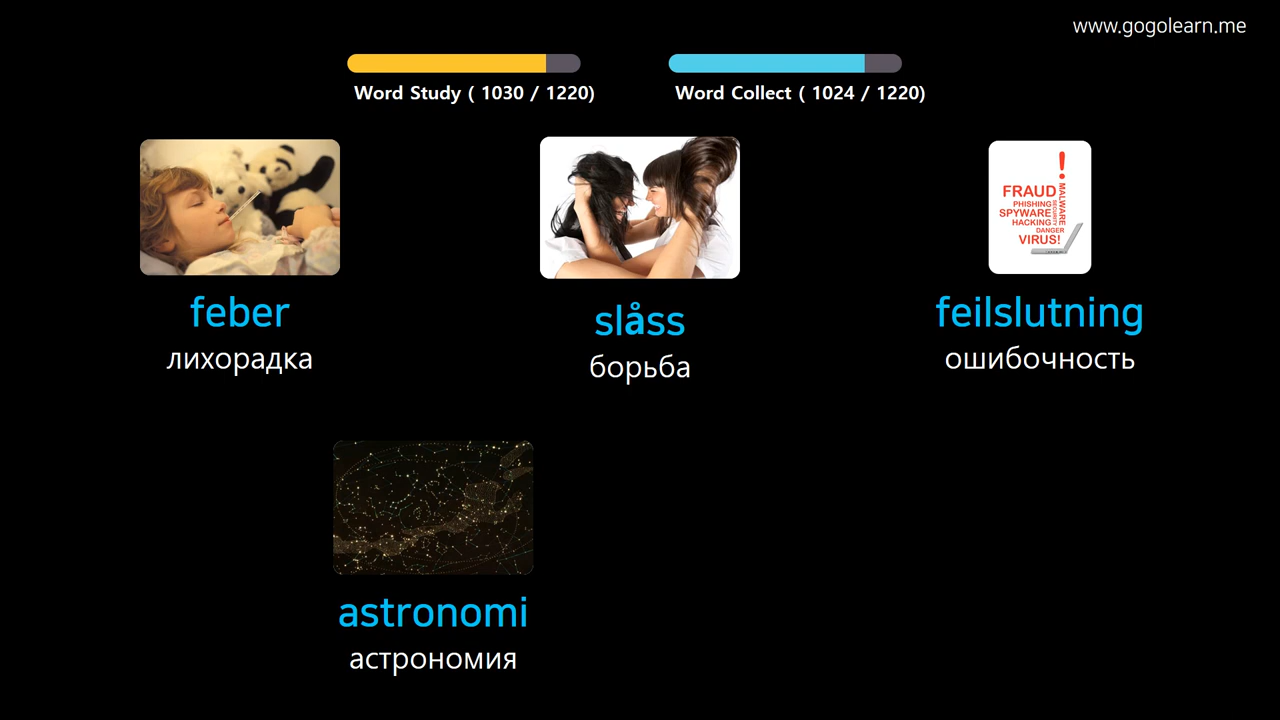 www.gogolearn.me
Word Study ( 1030 / 1220)
Word Collect ( 1024 / 1220)
!
FRAUD
PHISHING
SPYWARE
HACKING
DANGER
VIRUS!
MALWARE
SECURITY
feber
лихорадка
slåss
борьба
feilslutning
ошибочность
astronomi
астрономия